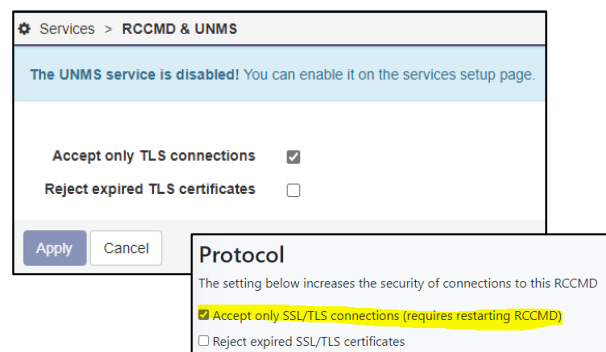 Services > RCCMD & UNMS
The UNMS service is disabled! You can enable it on the services setup page.
Accept only TLS connections
Reject expired TLS certificates
Apply Cancel
Protocol
The setting below increases the security of connections to this RCCMD
Accept only SSL/TLS connections (requires restarting RCCMD)
Reject expired SSL/TLS certificates